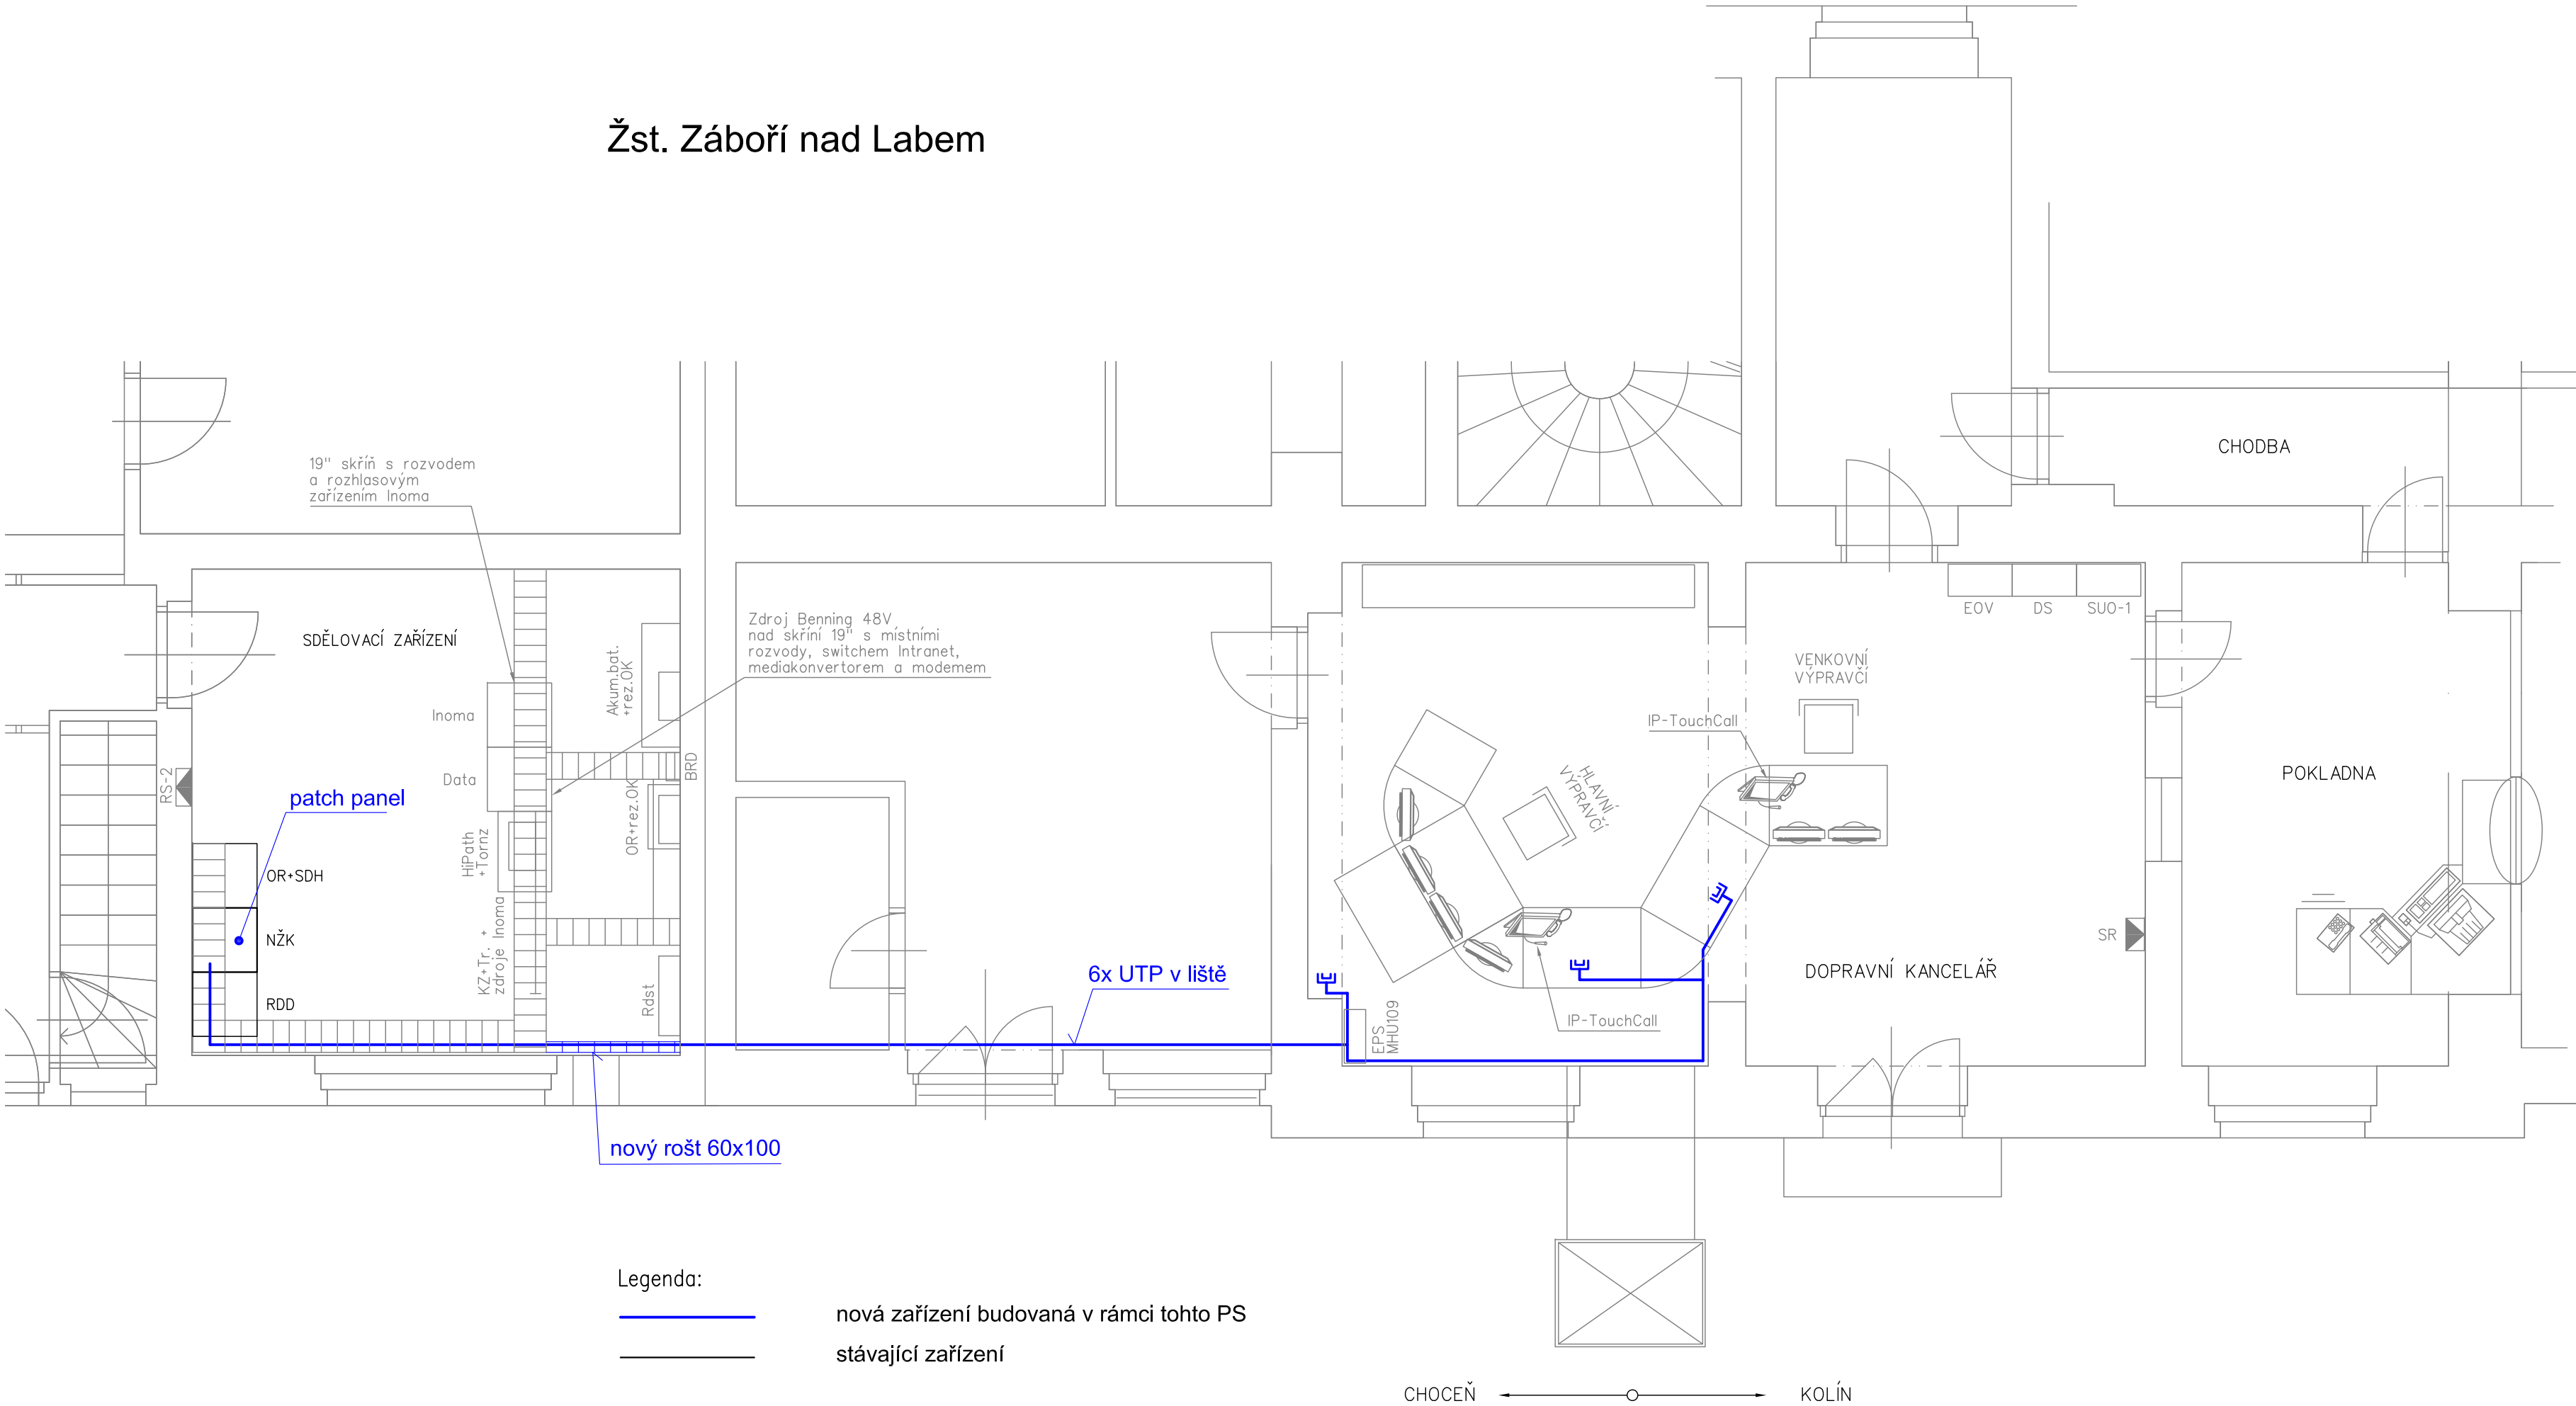 Žst. Záboří nad Labem
19" skříň s rozvodem
a rozhlasovým
zařízením Inoma
CHODBA
SDĚLOVACÍ ZAŘÍZENÍ
Zdroj Benning 48V
nad skříní 19" s místními
rozvody, switchem Intranet,
mediakonvertorem a modemem
EOV
DS
SUO-1
Akum.bat.
+rez.OK
VENKOVNÍ
VÝPRAVČÍ
Inoma
IP-TouchCall
RS-2
Data
BRD
HLAVNÍ
VÝPRAVČÍ
POKLADNA
patch panel
HiPath
+Tornz
OR+rez.OK
OR+SDH
NŽK
KZ+Tr. +
zdroje Inoma
SR
6x UTP v liště
DOPRAVNÍ KANCELÁŘ
RDD
Rdst
EPS
MHU109
IP-TouchCall
nový rošt 60x100
Legenda:
nová zařízení budovaná v rámci tohto PS
stávající zařízení
CHOCEŇ
KOLÍN